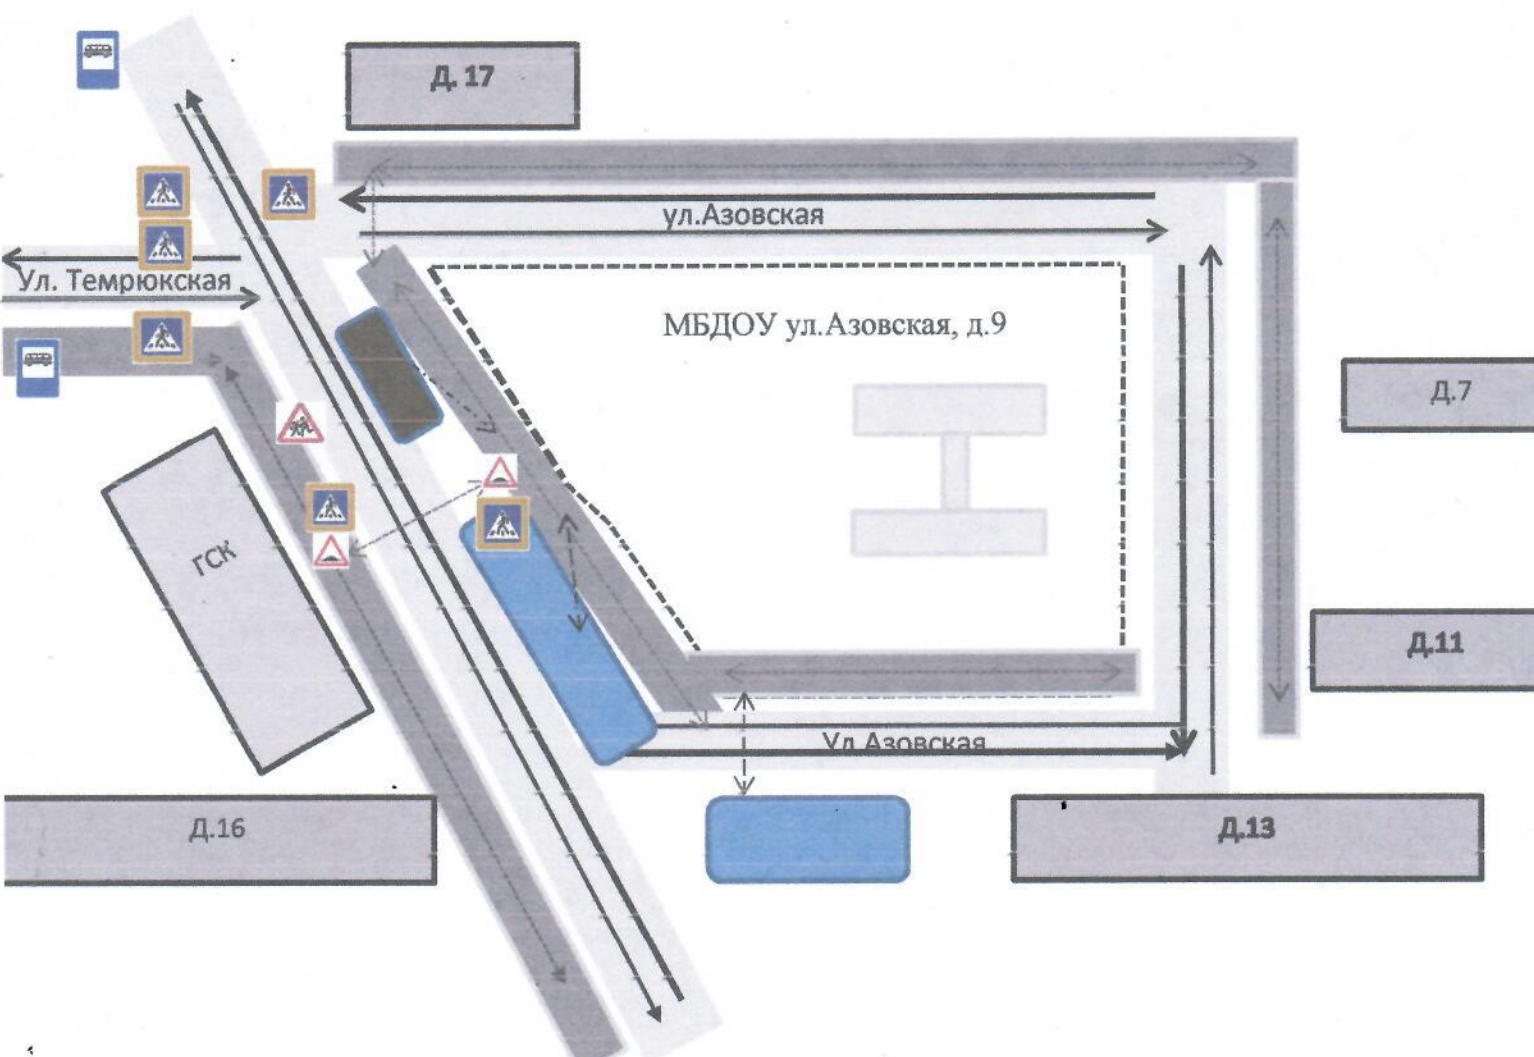 Д. 17
ул.Азовская
Ул. Темрюкская
МБДОУ ул.Азовская, д.9
Д.7
ГСК
Д.11
Ул.Азовская
Д.16
Д.13